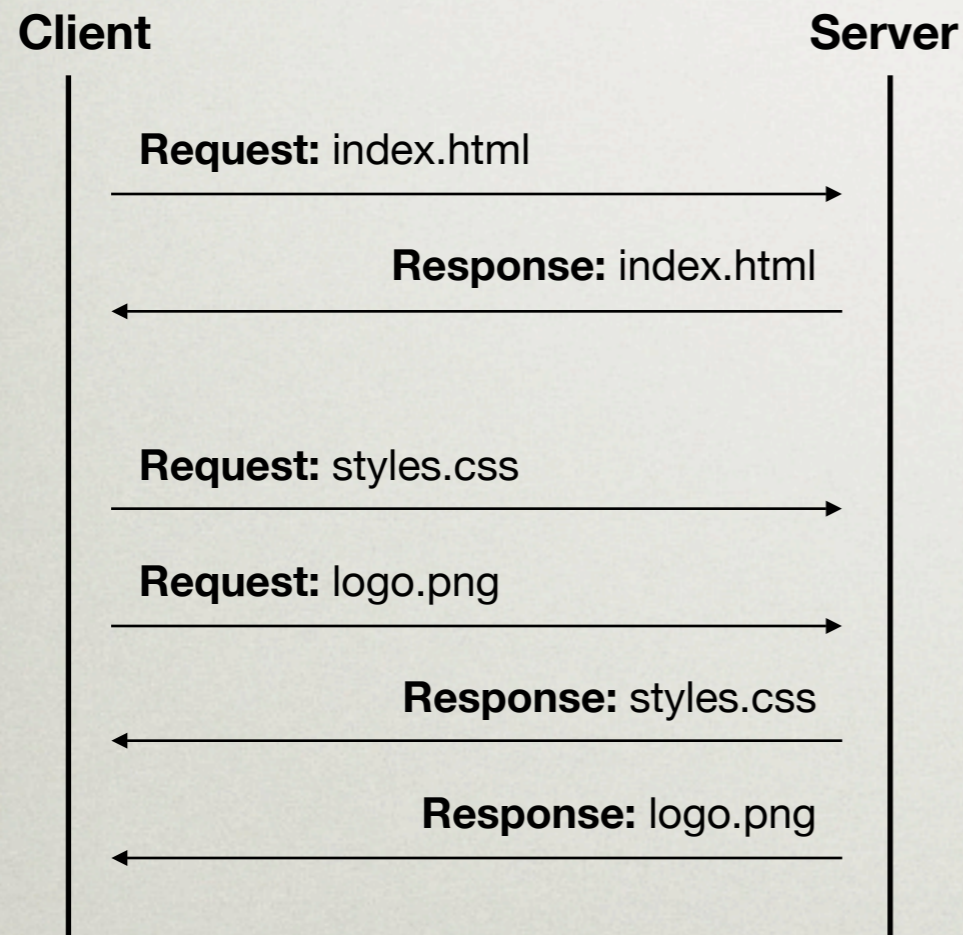 Client
Server
Request: index.html
Response: index.html
Request: styles.css
Request: logo.png
Response: styles.css
Response: logo.png